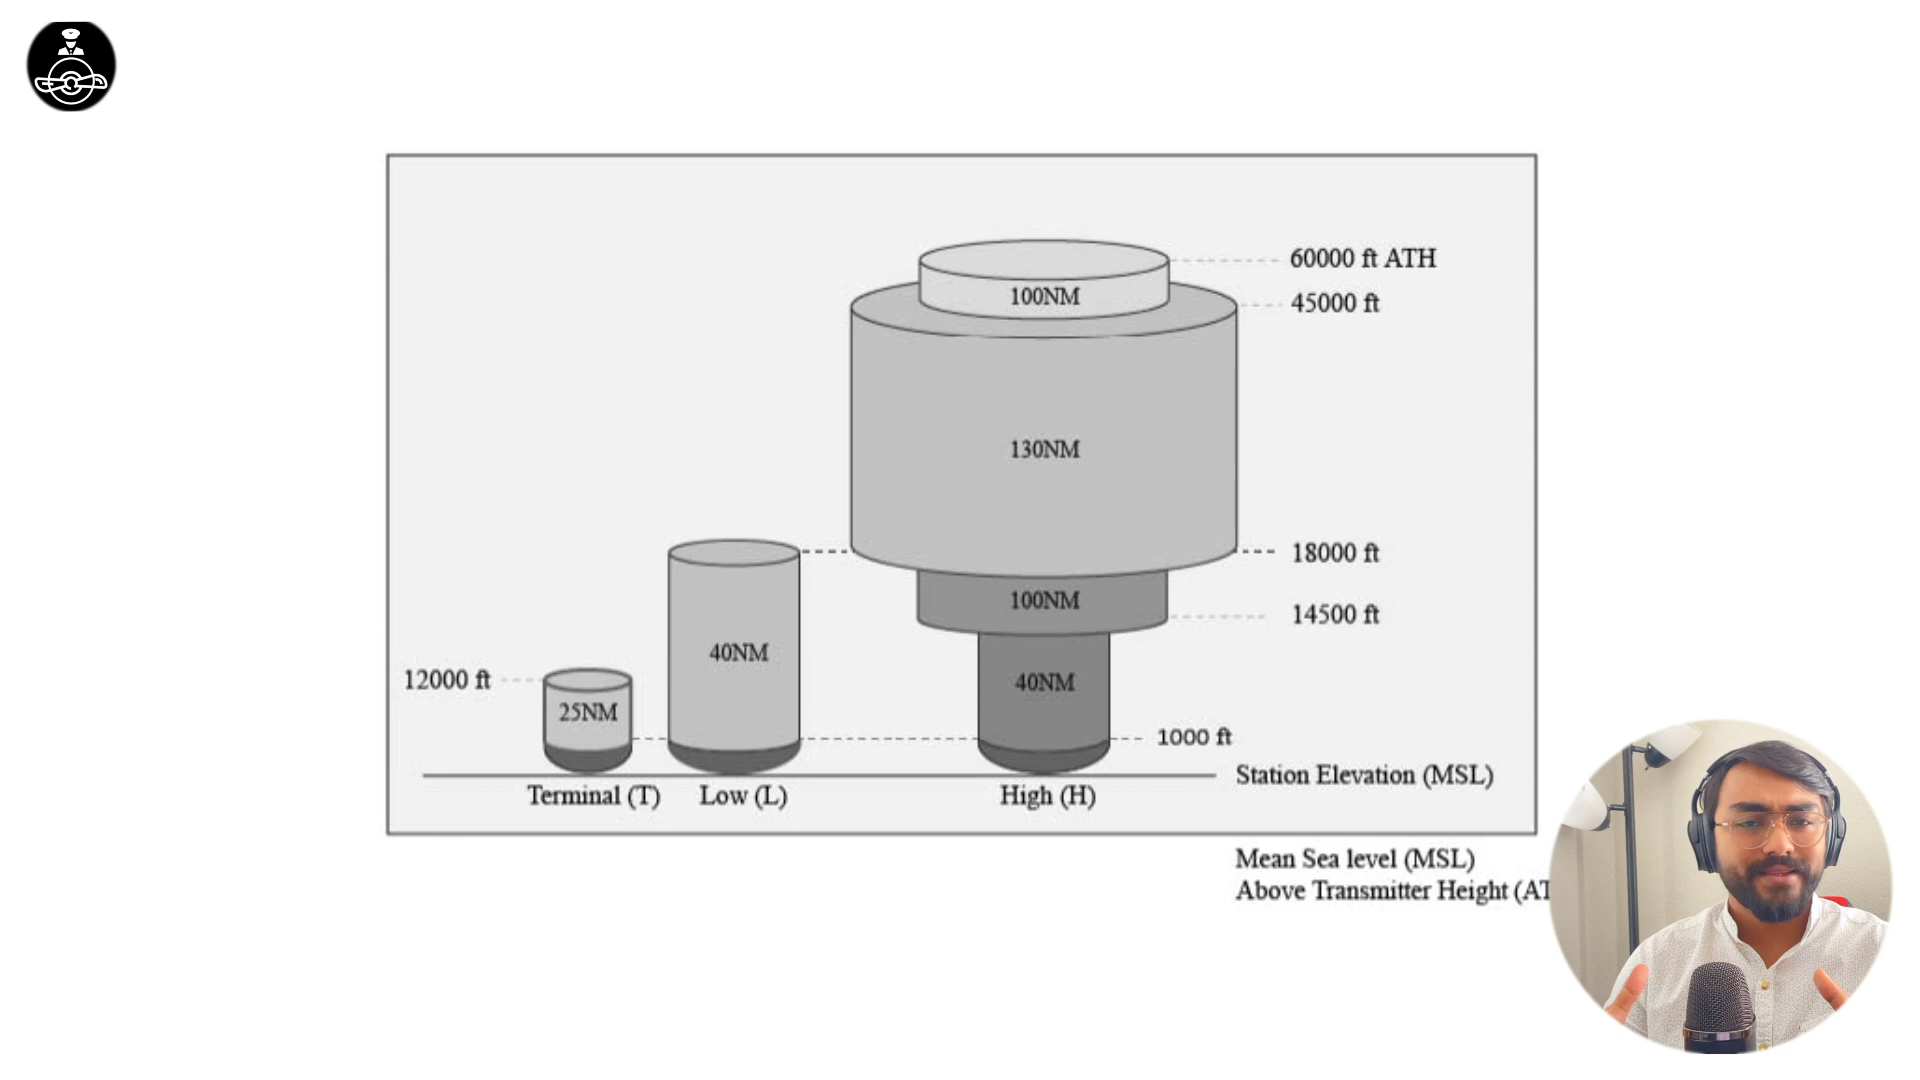 60000 ft ATH
100NM
45000 ft
130NM
18000 ft
100NM
14500 ft
40NM
12000 ft
40NM
25NM
1000 ft
Station Elevation (MSL)
Terminal (T)
Low (L)
High (H)
Mean Sea level (MSL)
Above Transmitter Height (AT